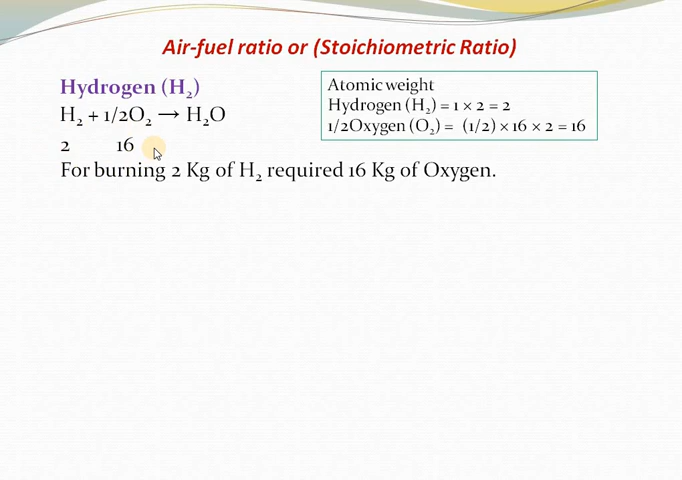 Air-fuel ratio or (Stoichiometric Ratio)
Hydrogen (H₂)
H₂ + 1/2O₂ → H₂O
2 16
For burning 2 Kg of H₂ required 16 Kg of Oxygen.
Atomic weight
Hydrogen (H₂) = 1 × 2 = 2
1/2Oxygen (O₂) = (1/2) × 16 × 2 = 16